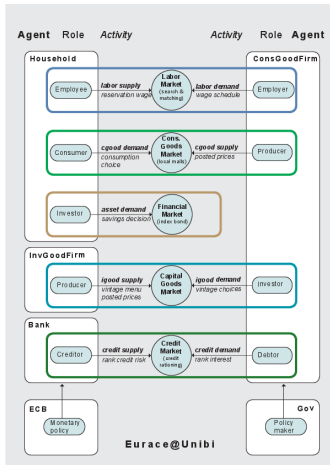 Agent Role Activity Activity Role Agent
Household
ConsGoodFirm
Employee
labor supply
reservation wage
Labor
Market
(search &
matching)
labor demand
wage schedule
Employer
Consumer
cgood demand
consumption
choice
Cons.
Goods
Market
(local malls)
cgood supply
posted prices
Producer
Investor
asset demand
savings decision
Financial
Market
(index bond)
InvGoodFirm
Producer
igood supply
vintage menu
posted prices
Capital
Goods
Market
igood demand
vintage choices
investor
Bank
Creditor
credit supply
rank credit risk
Credit
Market
(credit
rationing)
credit demand
rank interest
Debtor
ECB
Monetary
policy
Gov
Policy
maker
Eurace@Unibi